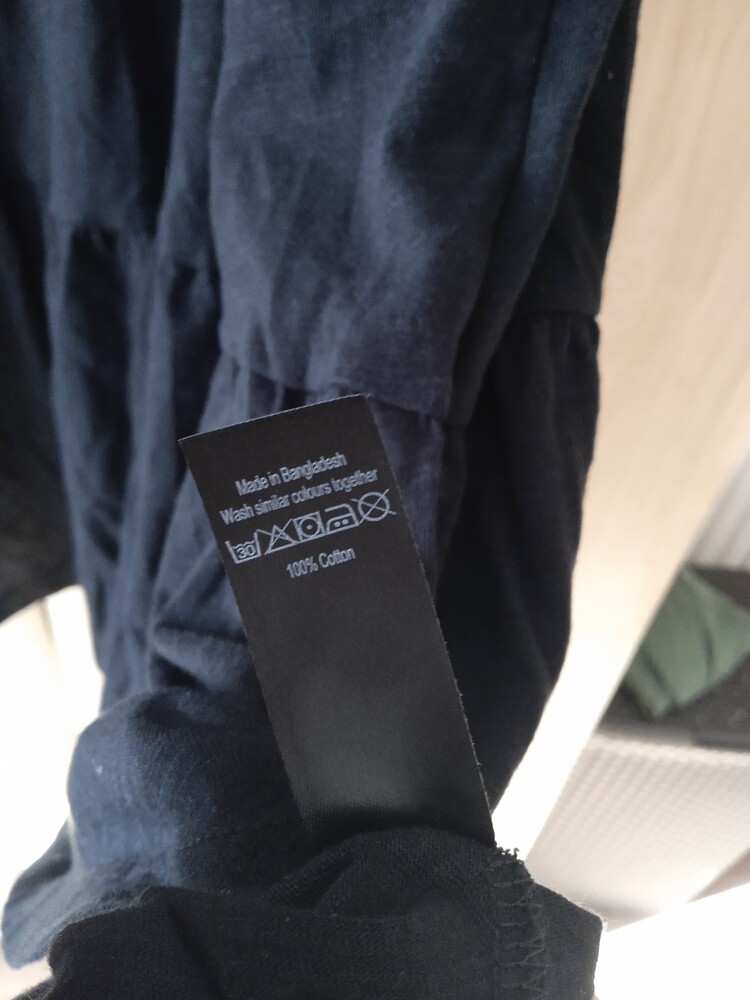 Made in Bangladesh
Wash similar colours together
30
100% Cotton